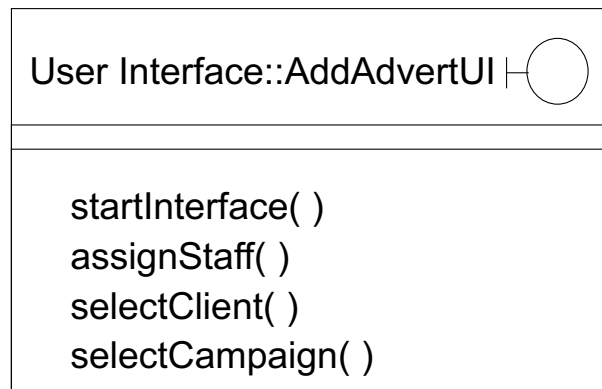 User Interface::AddAdvertUI
startInterface( )
assignStaff( )
selectClient( )
selectCampaign( )